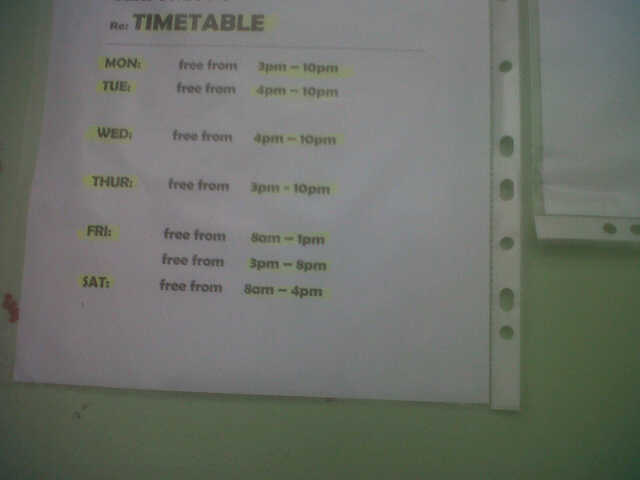 Re: TIMETABLE
MON: free from 3pm – 10pm
TUE: free from 4pm – 10pm
WED: free from 4pm – 10pm
THUR: free from 3pm - 10pm
FRI: free from 8am – 1pm
free from 3pm – 8pm
SAT: free from 8am – 4pm